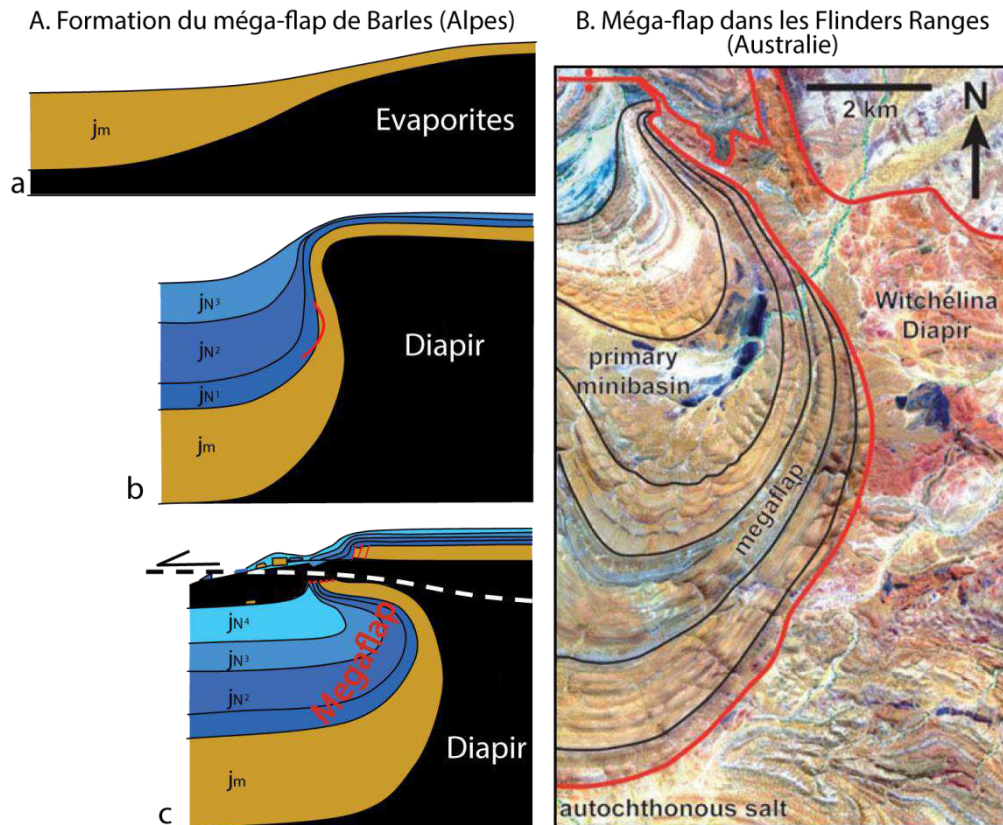 A. Formation du méga-flap de Barles (Alpes)
jm
Evaporites
a
jN³
jN²
jN¹
jm
Diapir
b
jN⁴
jN³
jN²
Megaflap
jm
Diapir
c
B. Méga-flap dans les Flinders Ranges
(Australie)
2 km
N
Witchelina
Diapir
primary
minibasin
megaflap
autochthonous salt